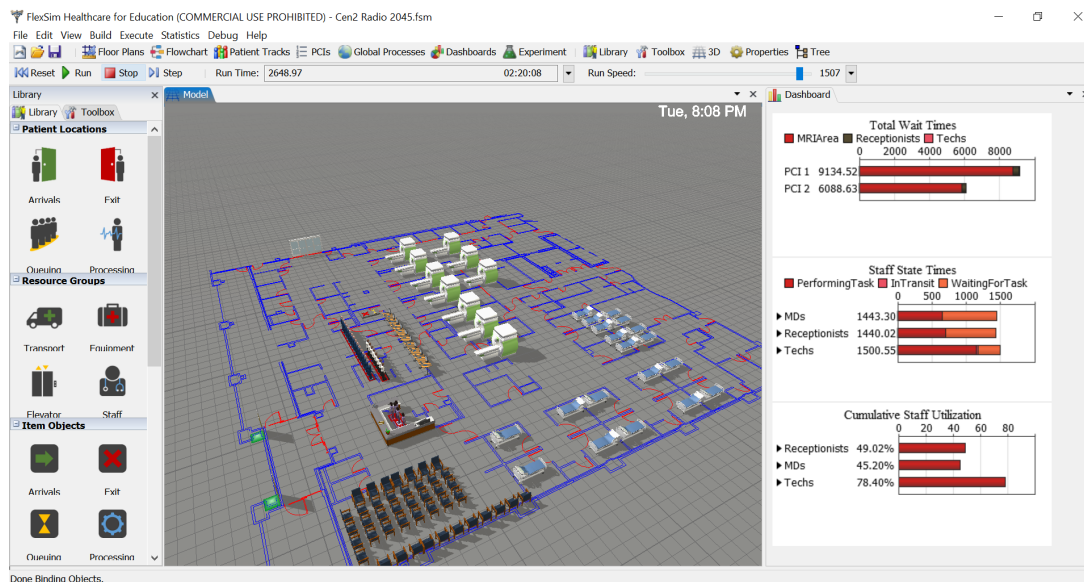 FlexSim Healthcare for Education (COMMERCIAL USE PROHIBITED) - Cen2 Radio 2045.fsm
File Edit View Build Execute Statistics Debug Help
Floor Plans Flowchart Patient Tracks PCIs Global Processes Dashboards Experiment Library Toolbox 3D Properties Tree
Reset Run Stop Step Run Time: 2648.97 02:20:08 Run Speed: 1507
Library
Library Toolbox
Patient Locations
Arrivals Exit
Queuing Processing
Resource Groups
Transport Equipment
Elevator Staff
Item Objects
Arrivals Exit
Queuing Processing
Model
Tue, 8:08 PM
Dashboard
Total Wait Times
MRIArea Receptionists Techs
0 2000 4000 6000 8000
PCI 1 9134.52
PCI 2 6088.63
Staff State Times
PerformingTask InTransit WaitingForTask
0 500 1000 1500
MDs 1443.30
Receptionists 1440.02
Techs 1500.55
Cumulative Staff Utilization
0 20 40 60 80
Receptionists 49.02%
MDs 45.20%
Techs 78.40%
Done Binding Objects.